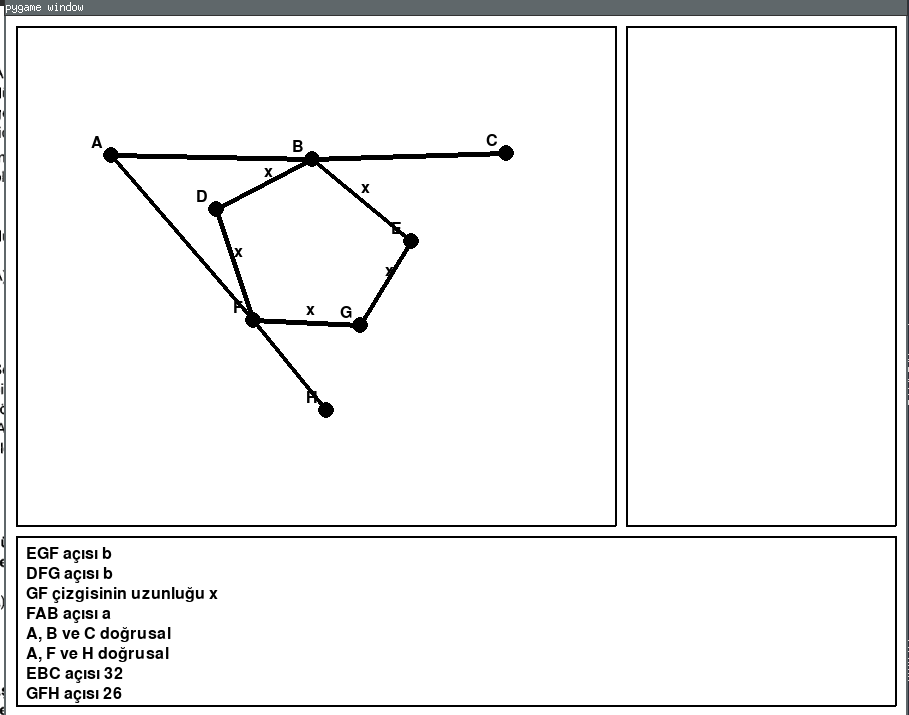 pygame window
A
B
C
x
x
D
E
x
x
F
x
G
H
EGF açısı b
DFG açısı b
GF çizgisinin uzunluğu x
FAB açısı a
A, B ve C doğrusal
A, F ve H doğrusal
EBC açısı 32
GFH açısı 26